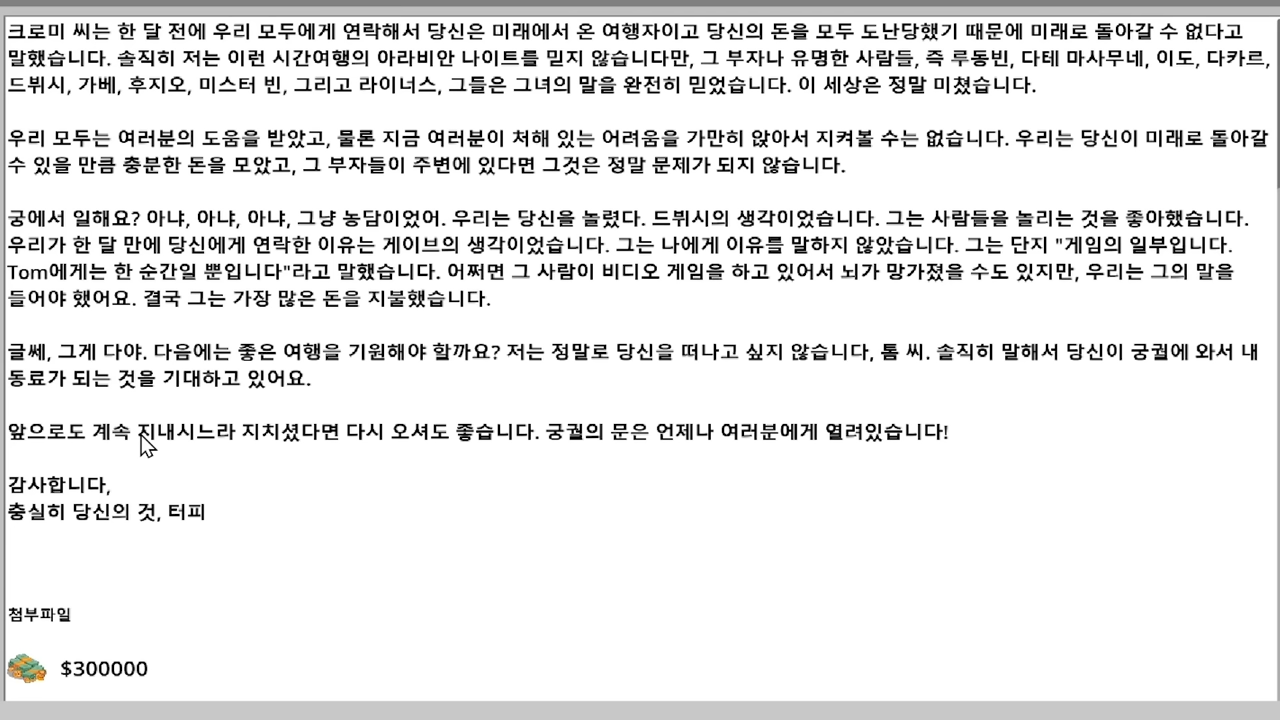 크로미 씨는 한 달 전에 우리 모두에게 연락해서 당신은 미래에서 온 여행자이고 당신의 돈을 모두 도난당했기 때문에 미래로 돌아갈 수 없다고
말했습니다. 솔직히 저는 이런 시간여행의 아라비안 나이트를 믿지 않습니다만, 그 부자나 유명한 사람들, 즉 루동빈, 다테 마사무네, 이도, 다카르,
드뷔시, 가베, 후지오, 미스터 빈, 그리고 라이너스, 그들은 그녀의 말을 완전히 믿었습니다. 이 세상은 정말 미쳤습니다.
우리 모두는 여러분의 도움을 받았고, 물론 지금 여러분이 처해 있는 어려움을 가만히 앉아서 지켜볼 수는 없습니다. 우리는 당신이 미래로 돌아갈
수 있을 만큼 충분한 돈을 모았고, 그 부자들이 주변에 있다면 그것은 정말 문제가 되지 않습니다.
궁에서 일해요? 아냐, 아냐, 아냐, 그냥 농담이었어. 우리는 당신을 놀렸다. 드뷔시의 생각이었습니다. 그는 사람들을 놀리는 것을 좋아했습니다.
우리가 한 달 만에 당신에게 연락한 이유는 게이브의 생각이었습니다. 그는 나에게 이유를 말하지 않았습니다. 그는 단지 "게임의 일부입니다.
Tom에게는 한 순간일 뿐입니다"라고 말했습니다. 어쩌면 그 사람이 비디오 게임을 하고 있어서 뇌가 망가졌을 수도 있지만, 우리는 그의 말을
들어야 했어요. 결국 그는 가장 많은 돈을 지불했습니다.
글쎄, 그게 다야. 다음에는 좋은 여행을 기원해야 할까요? 저는 정말로 당신을 떠나고 싶지 않습니다, 톰 씨. 솔직히 말해서 당신이 궁궐에 와서 내
동료가 되는 것을 기대하고 있어요.
앞으로도 계속 지내시느라 지치셨다면 다시 오셔도 좋습니다. 궁궐의 문은 언제나 여러분에게 열려있습니다!
감사합니다,
충실히 당신의 것, 터피
첨부파일
$300000